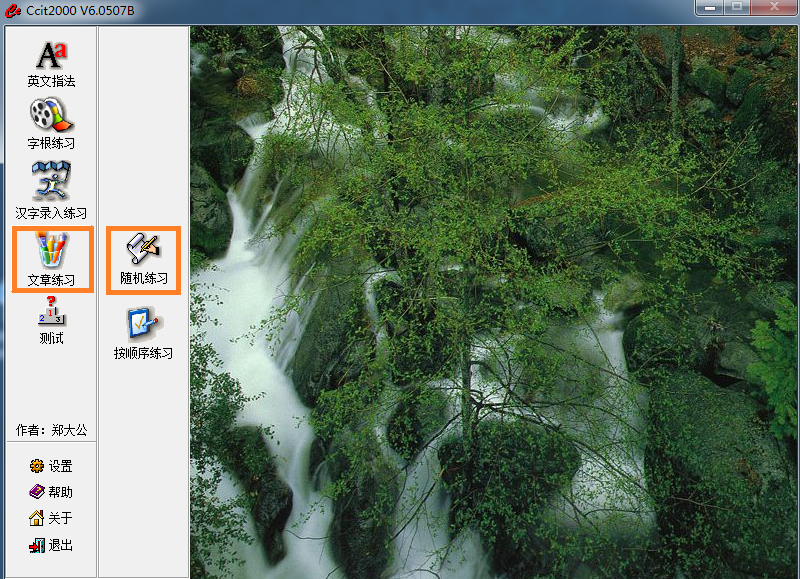 Ccit2000 V6.0507B
英文指法
字根练习
汉字录入练习
文章练习
测试
作者：郑大公
设置
帮助
关于
退出
随机练习
按顺序练习